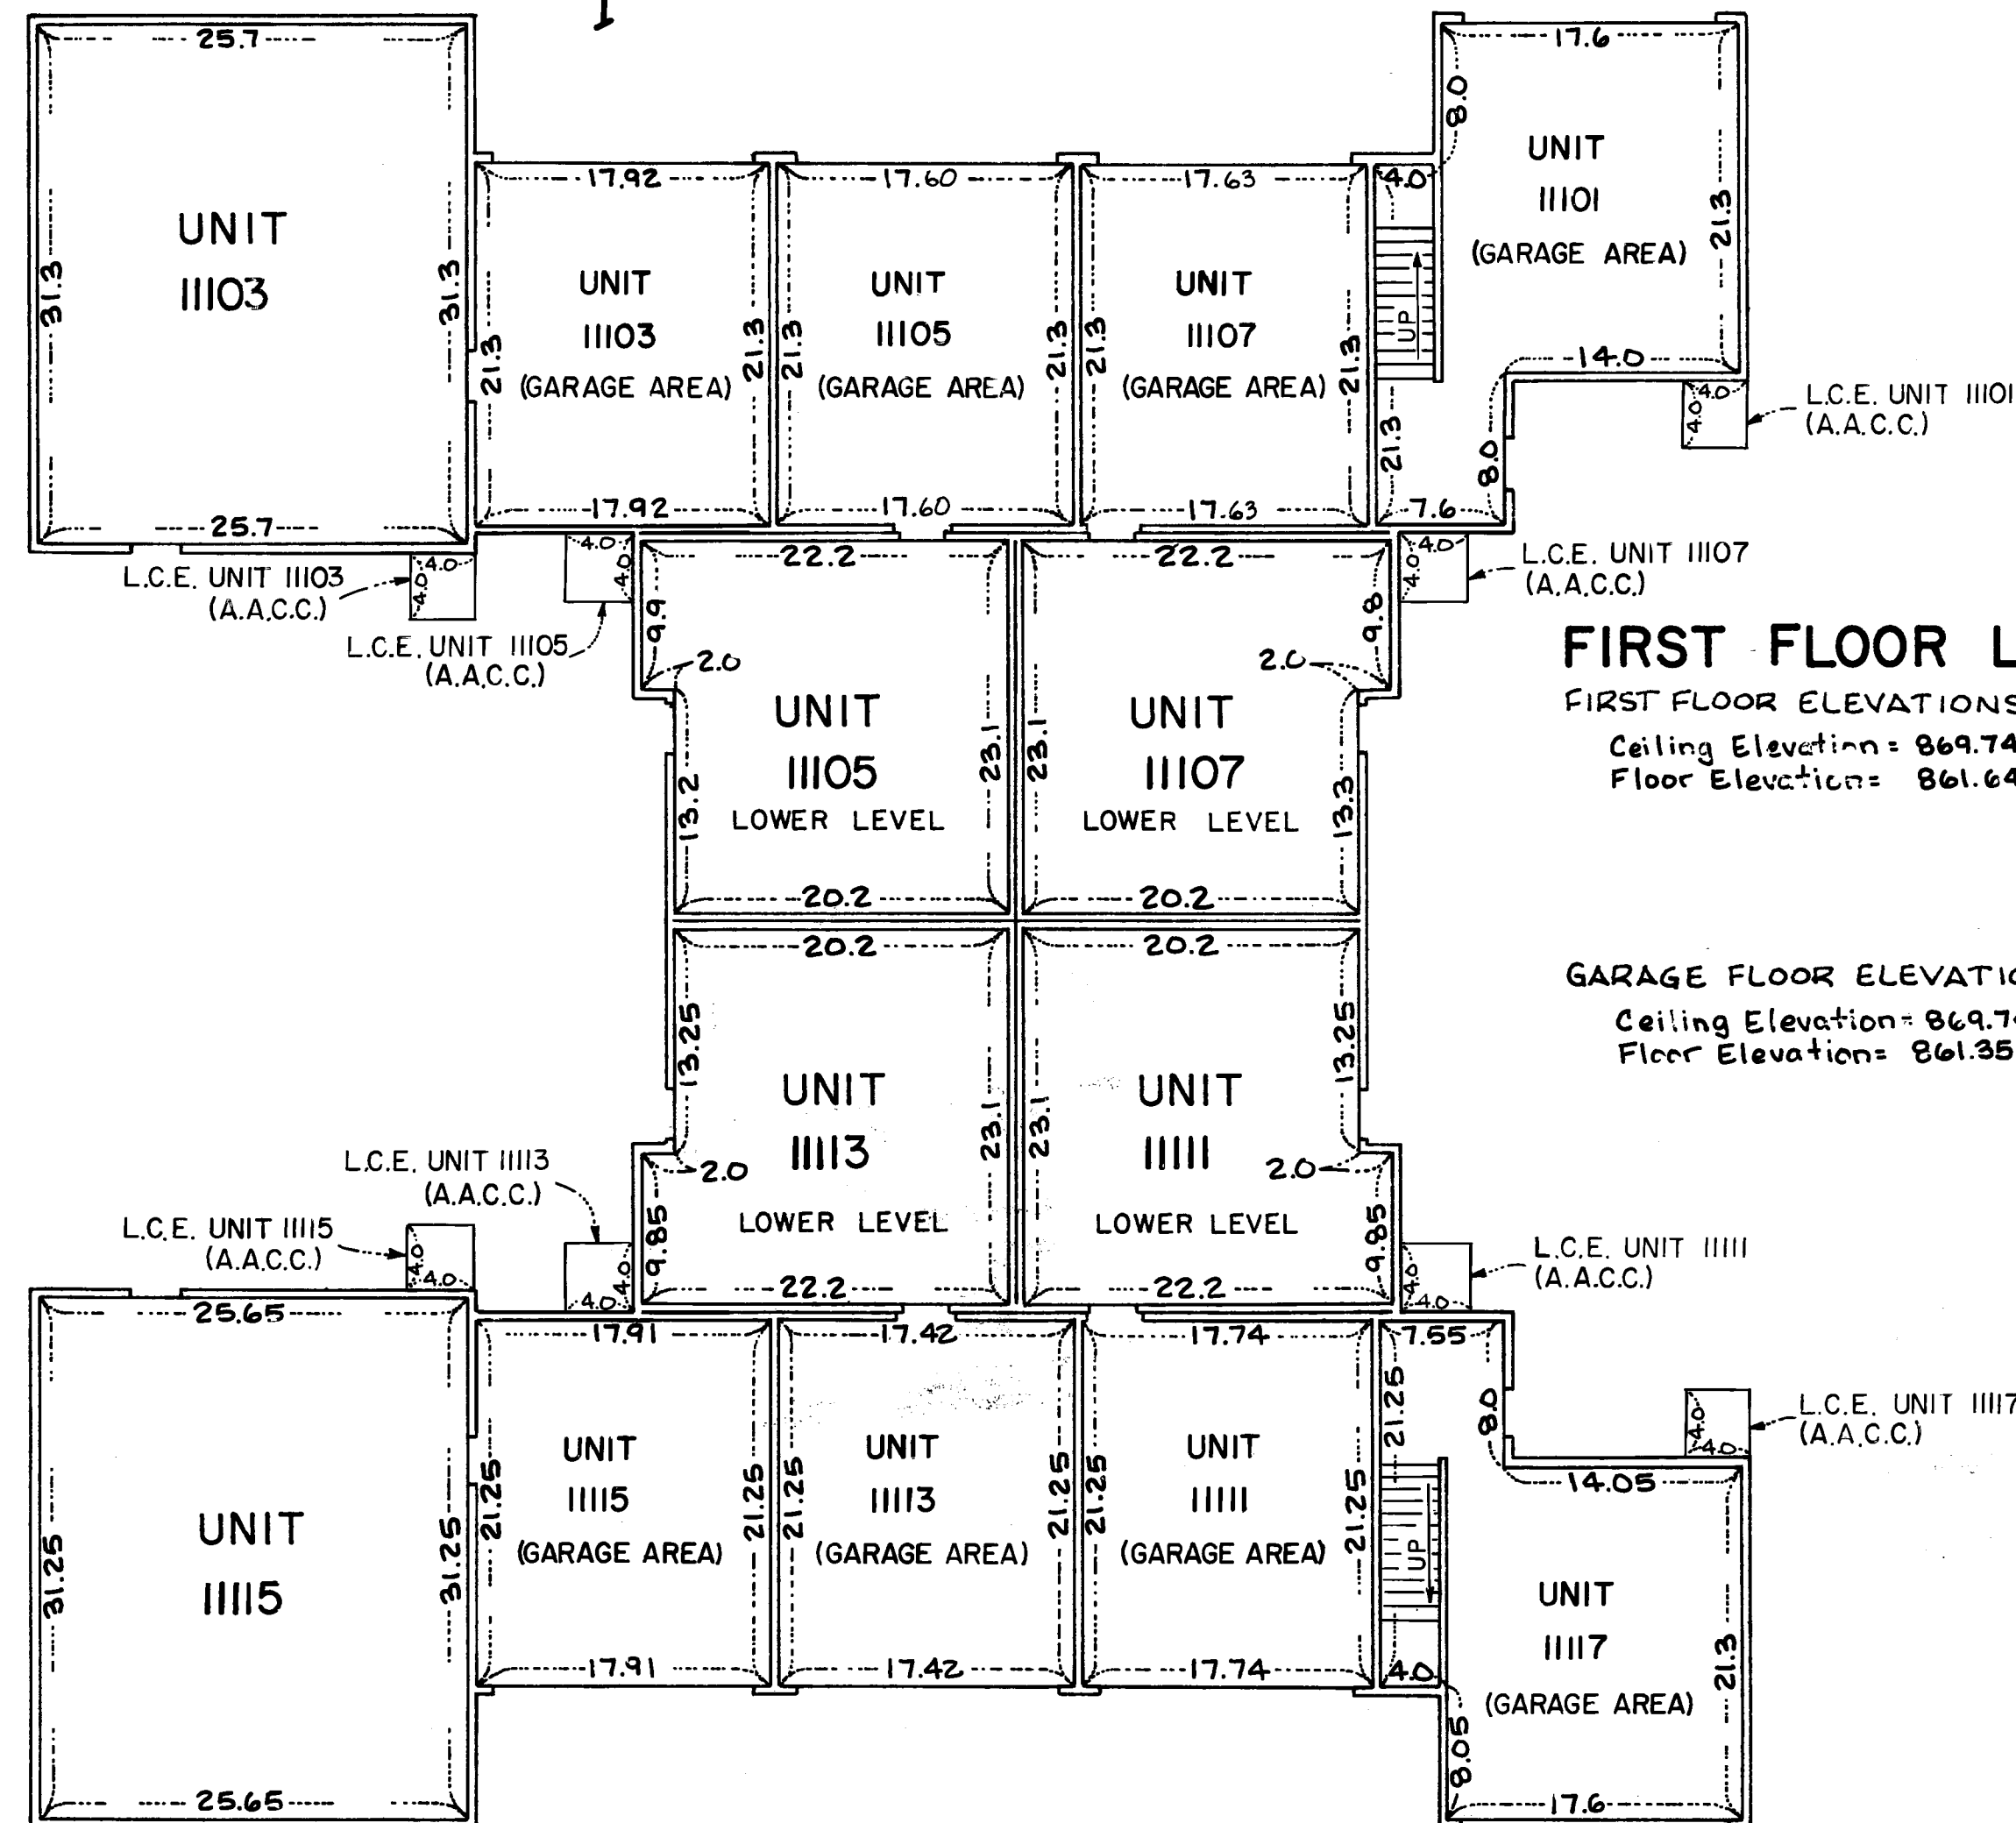 25.7
31.3
31.3
UNIT
11103
25.7
17.92
21.3
21.3
UNIT
11103
(GARAGE AREA)
17.92
17.60
21.3
21.3
UNIT
11105
(GARAGE AREA)
17.60
17.63
21.3
21.3
UNIT
11107
(GARAGE AREA)
17.63
4.0
UP
21.3
7.6
8.0
17.6
8.0
UNIT
11101
(GARAGE AREA)
21.3
14.0
4.0
4.0
L.C.E. UNIT 11101
(A.A.C.C.)
4.0
4.0
L.C.E. UNIT 11103
(A.A.C.C.)
4.0
4.0
L.C.E. UNIT 11105
(A.A.C.C.)
4.0
4.0
L.C.E. UNIT 11107
(A.A.C.C.)
22.2
9.9
2.0
UNIT
11105
LOWER LEVEL
13.2
23.1
20.2
22.2
9.8
2.0
UNIT
11107
LOWER LEVEL
23.1
13.3
20.2
FIRST FLOOR L
FIRST FLOOR ELEVATIONS
Ceiling Elevation = 869.74
Floor Elevation = 861.64
GARAGE FLOOR ELEVATIO
Ceiling Elevation = 869.7
Floor Elevation = 861.35
20.2
13.25
UNIT
11113
LOWER LEVEL
23.1
2.0
9.85
22.2
20.2
13.25
UNIT
11111
LOWER LEVEL
23.1
2.0
9.85
22.2
L.C.E. UNIT 11113
(A.A.C.C.)
4.0
4.0
L.C.E. UNIT 11115
(A.A.C.C.)
4.0
4.0
L.C.E. UNIT 11111
(A.A.C.C.)
4.0
4.0
L.C.E. UNIT 11117
(A.A.C.C.)
4.0
4.0
25.65
31.25
31.25
UNIT
11115
25.65
17.91
21.25
21.25
UNIT
11115
(GARAGE AREA)
17.91
17.42
21.25
21.25
UNIT
11113
(GARAGE AREA)
17.42
17.74
21.25
21.25
UNIT
11111
(GARAGE AREA)
17.74
7.55
21.25
8.0
UP
4.0
8.05
14.05
UNIT
11117
(GARAGE AREA)
21.3
17.6